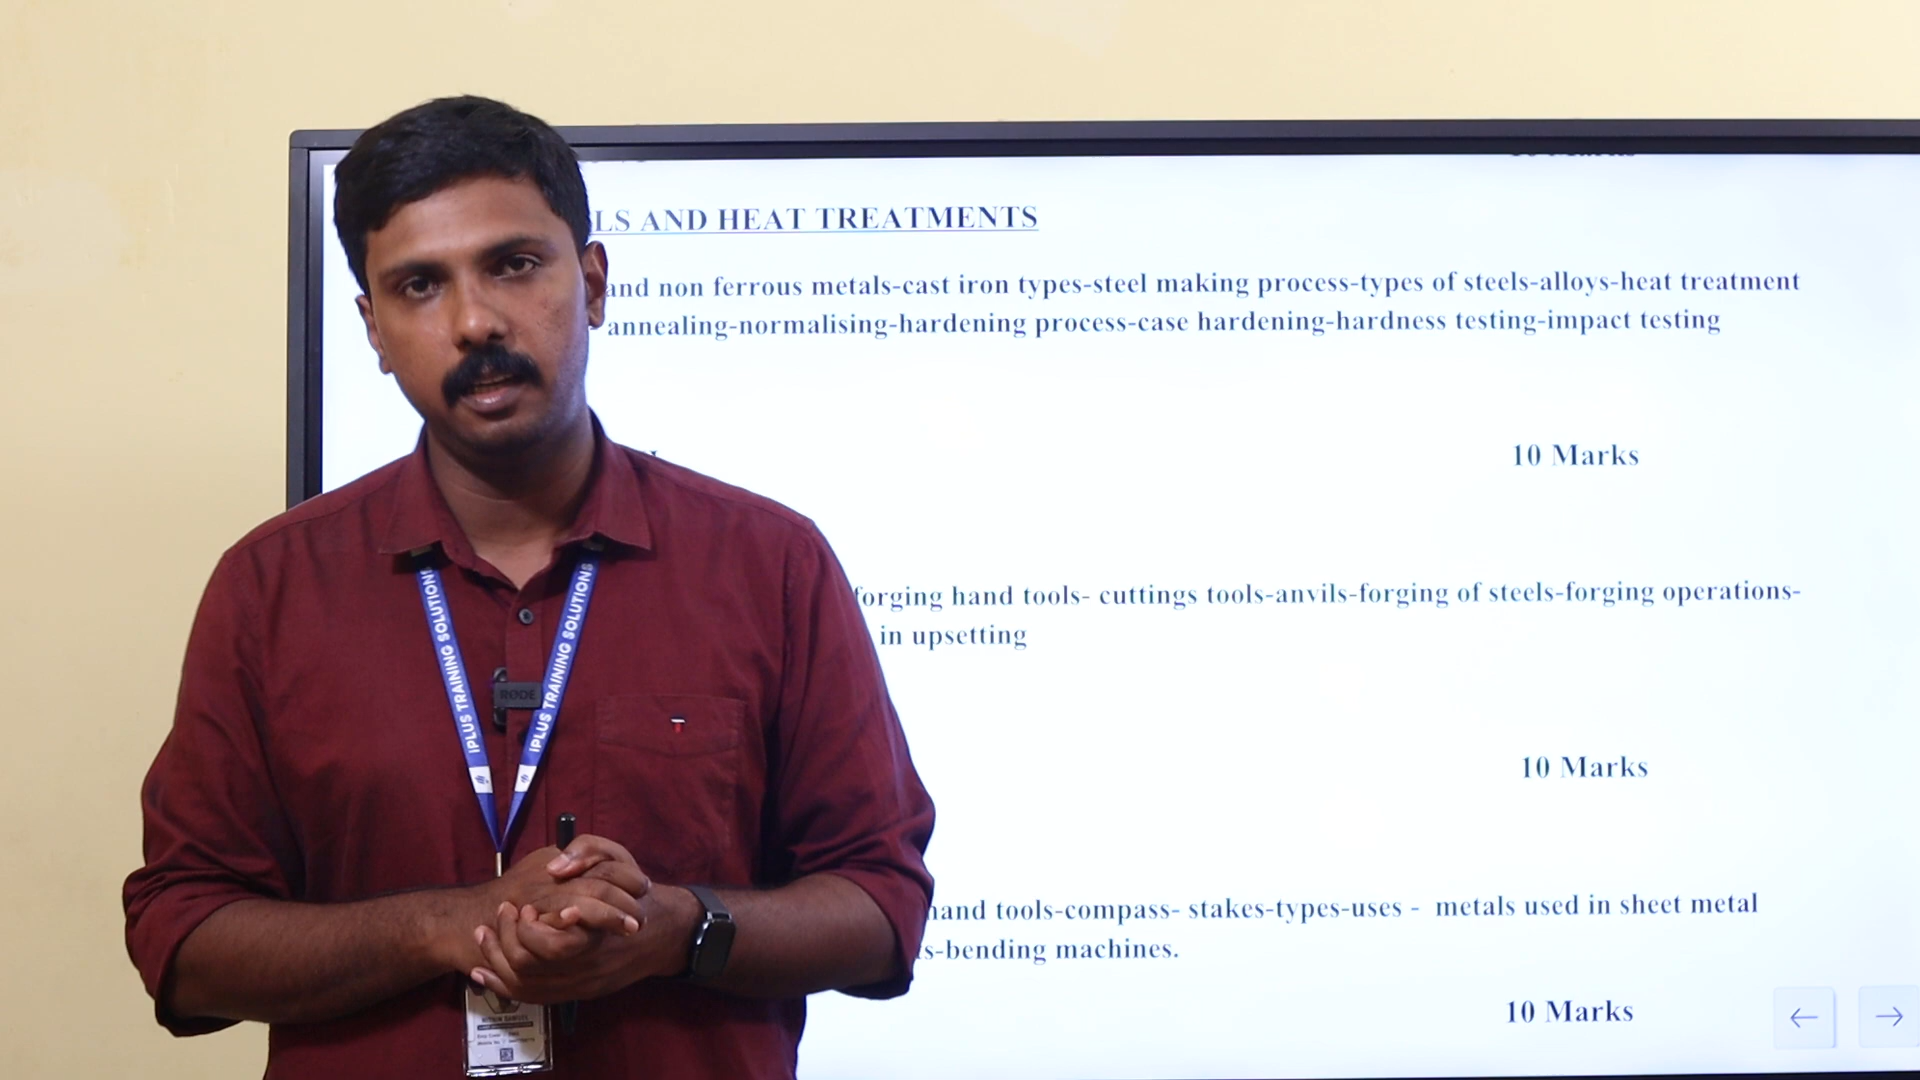 LS AND HEAT TREATMENTS
and non ferrous metals-cast iron types-steel making process-types of steels-alloys-heat treatment
annealing-normalising-hardening process-case hardening-hardness testing-impact testing
10 Marks
forging hand tools- cuttings tools-anvils-forging of steels-forging operations-
in upsetting
10 Marks
hand tools-compass- stakes-types-uses - metals used in sheet metal
s-bending machines.
10 Marks
iPLUS TRAINING SOLUTIONS
iPLUS TRAINING SOLUTIONS
RØDE